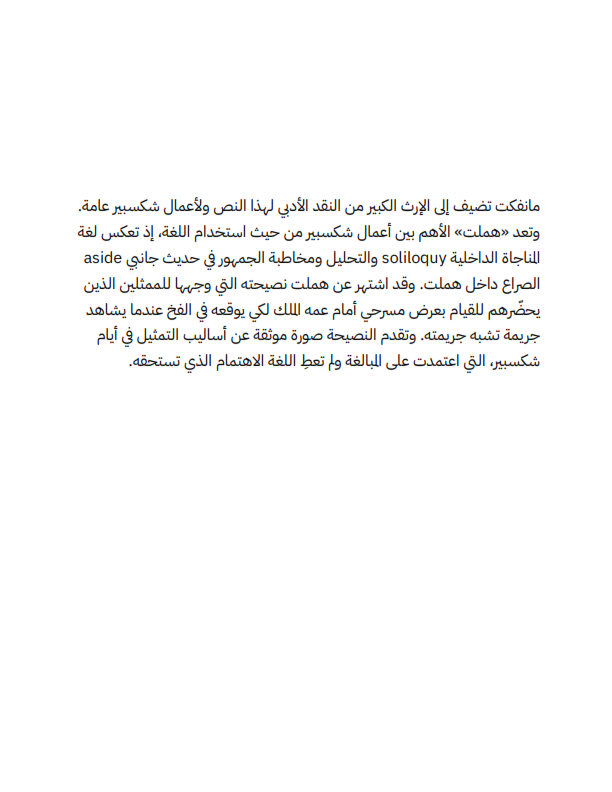 مانفكت تضيف إلى الإرث الكبير من النقد الأدبي لهذا النص ولأعمال شكسبير عامة.
وتعد «هملت» الأهم بين أعمال شكسبير من حيث استخدام اللغة، إذ تعكس لغة
المناجاة الداخلية soliloquy والتحليل ومخاطبة الجمهور في حديث جانبي aside
الصراع داخل هملت. وقد اشتهر عن هملت نصيحته التي وجهها للممثلين الذين
يحضّرهم للقيام بعرض مسرحي أمام عمه الملك لكي يوقعه في الفخ عندما يشاهد
جريمة تشبه جريمته. وتقدم النصيحة صورة موثقة عن أساليب التمثيل في أيام
شكسبير، التي اعتمدت على المبالغة ولم تعطِ اللغة الاهتمام الذي تستحقه.